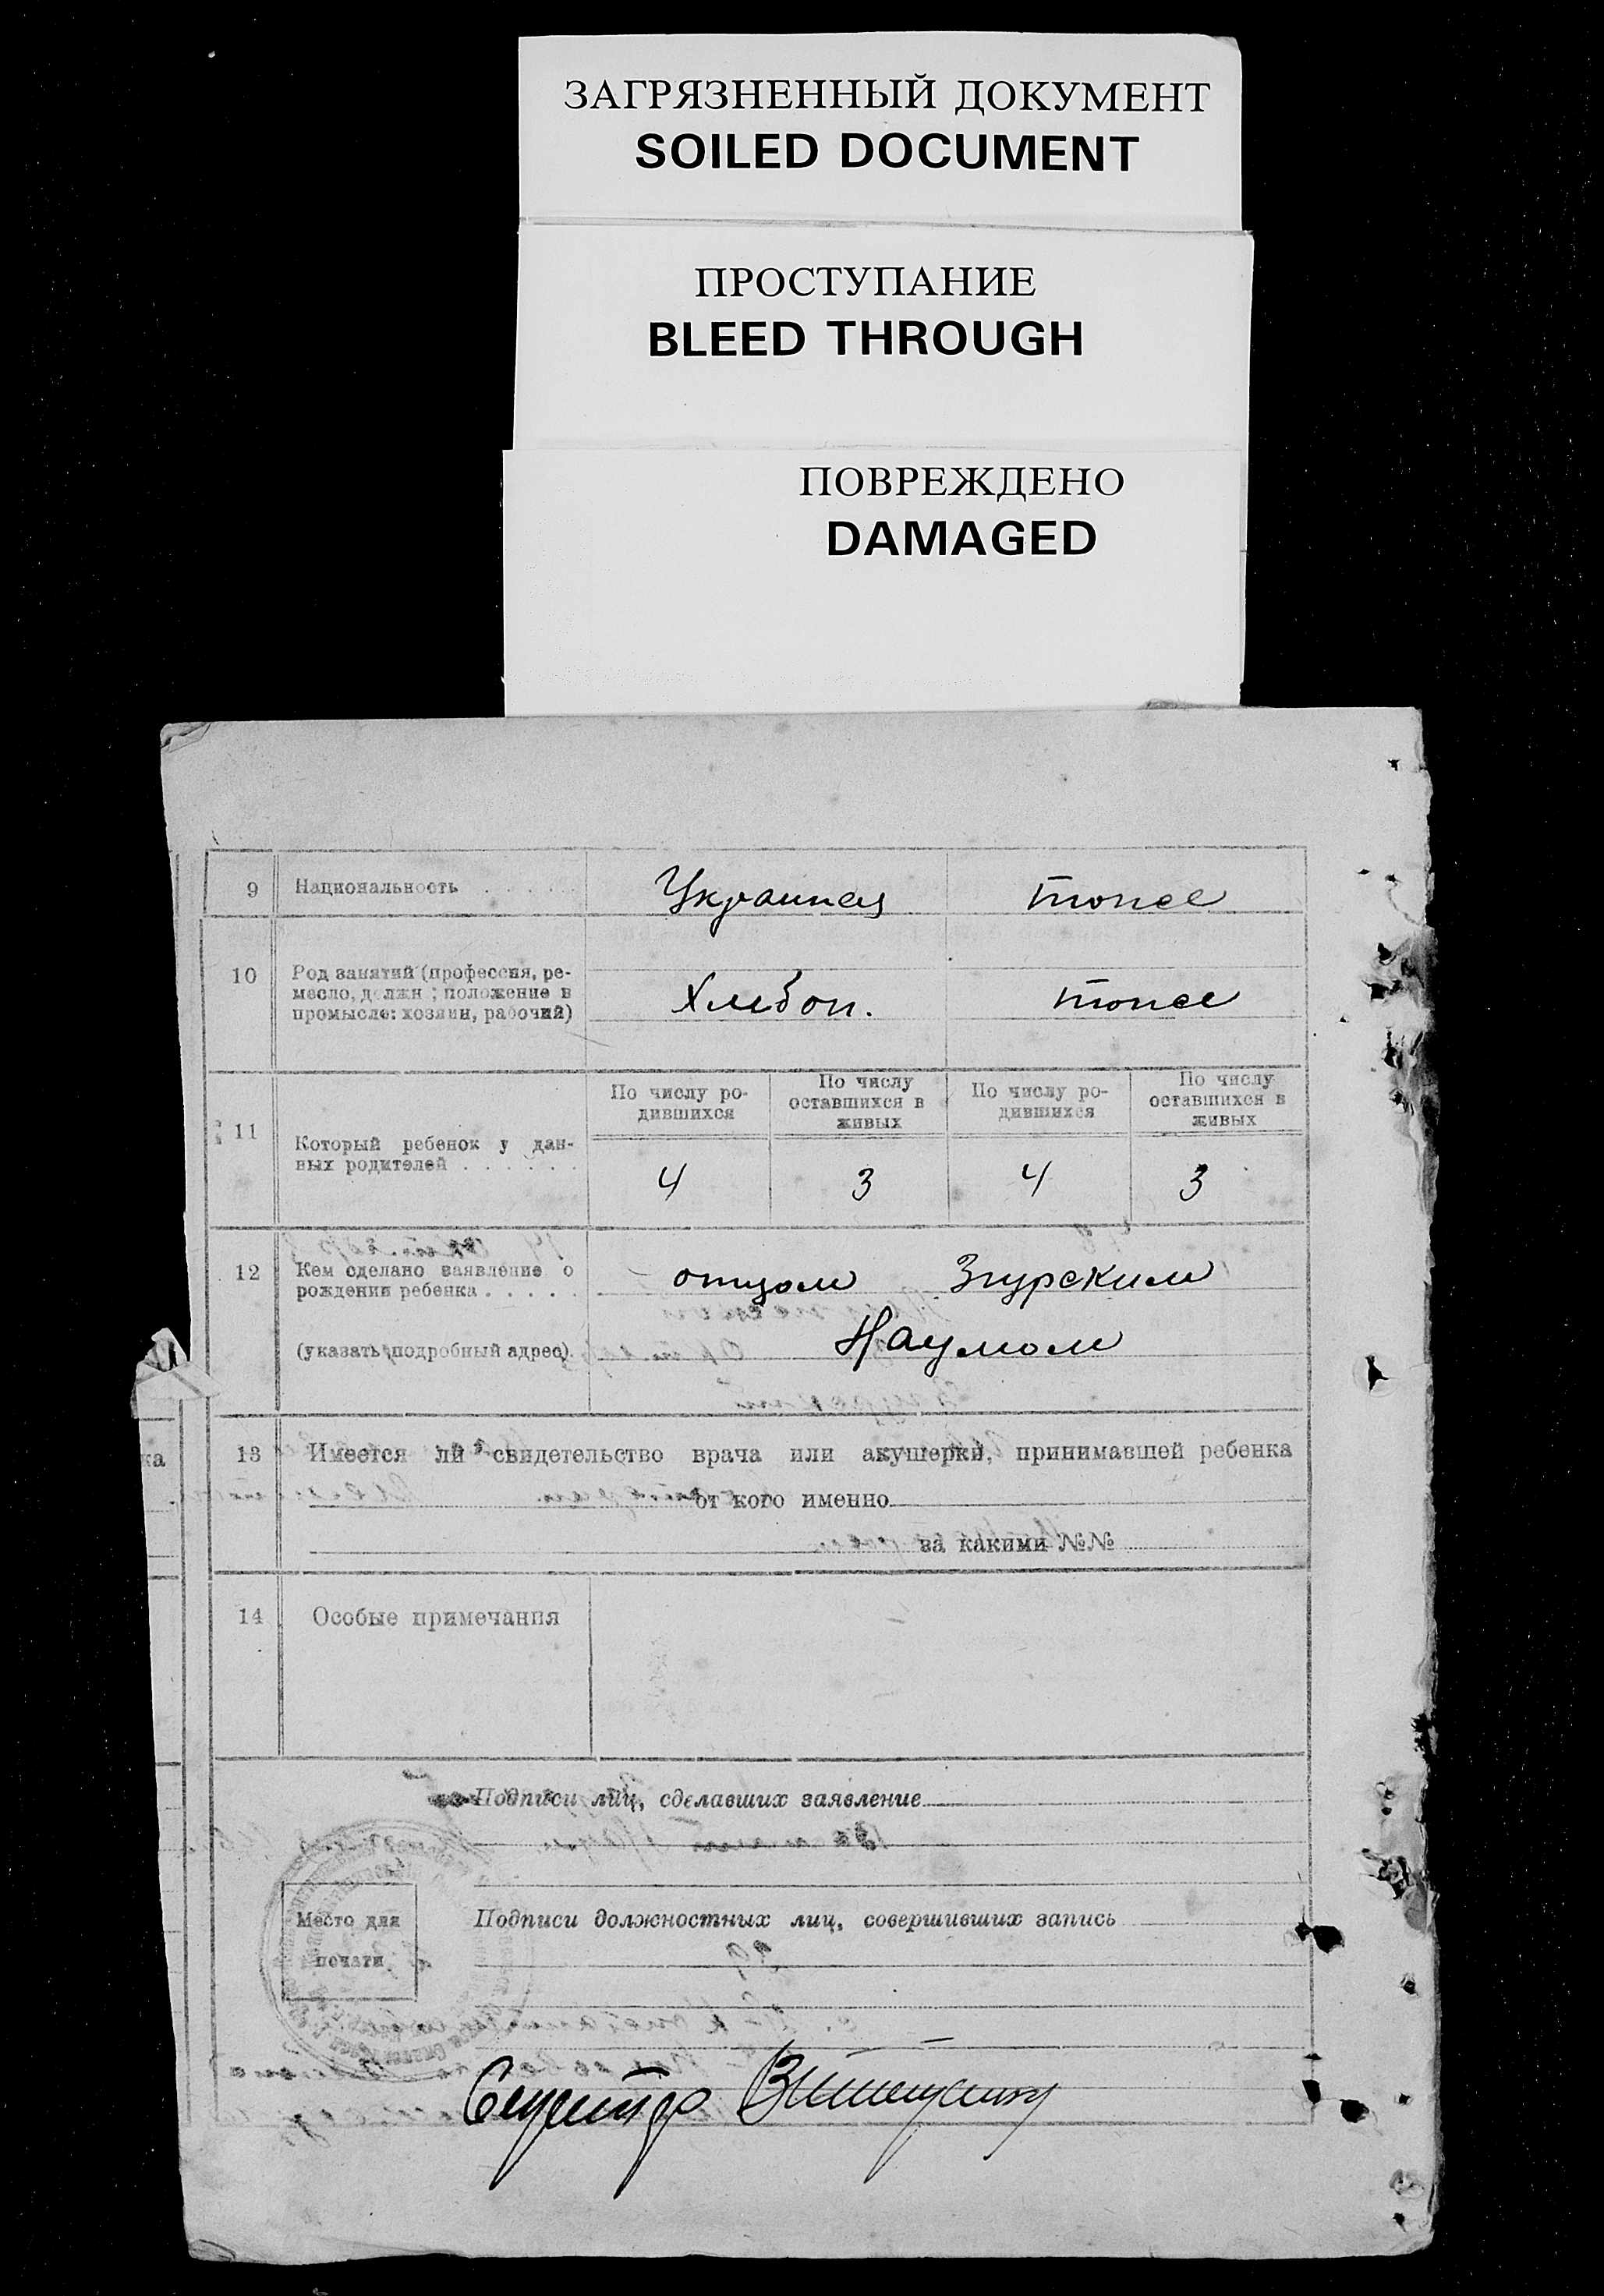 ЗАГРЯЗНЕННЫЙ ДОКУМЕНТ
SOILED DOCUMENT
ПРОСТУПАНИЕ
BLEED THROUGH
ПОВРЕЖДЕНО
DAMAGED
9 Национальность . . . . . Украинец тоже
10 Род занятий (профессия, ре-
месло, должн; положение в
промысле: хозяин, рабочий)
Хлебоп. тоже
11 Который ребенок у дан-
ных родителей . . . . . .
По числу ро-
дившихся
По числу
оставшихся в
живых
По числу ро-
дившихся
По числу
оставшихся в
живых
4 3 4 3
12 Кем сделано заявление о
рождении ребенка . . . . .
отцом Згурским
(указать подробный адрес)
Наумом
ка
13 Имеется ли свидетельство врача или акушерки, принимавшей ребенка
от кого именно
за какими №№
14 Особые примечания
Подписи лиц, сделавших заявление
Место для
печати
Подписи должностных лиц, совершивших запись